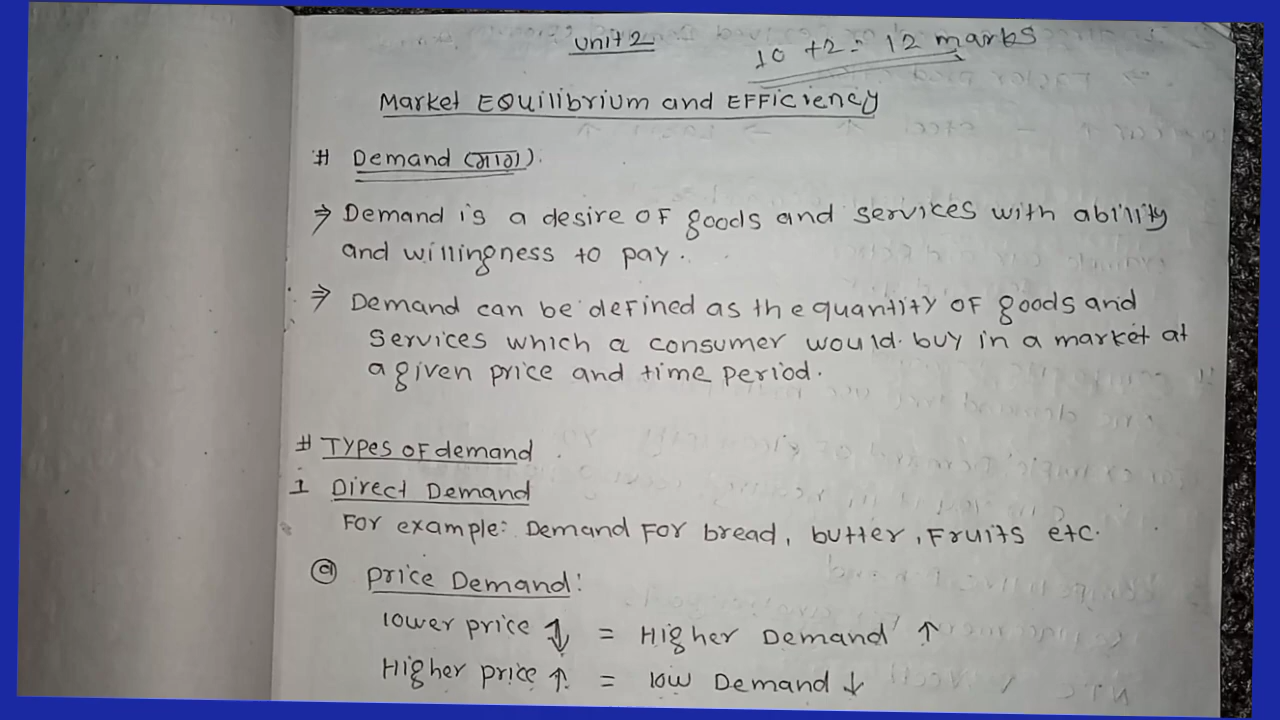 Unit 2
10 + 2 = 12 marks
Market Equilibrium and Efficiency
# Demand (माग).
⇒ Demand is a desire of goods and services with ability
and willingness to pay.
⇒ Demand can be defined as the quantity of goods and
services which a consumer would buy in a market at
a given price and time period.
# Types of demand
1 Direct Demand
For example: Demand For bread, butter, Fruits etc.
ⓐ Price Demand:
lower price ↓ = Higher Demand ↑
Higher price ↑ = low Demand ↓